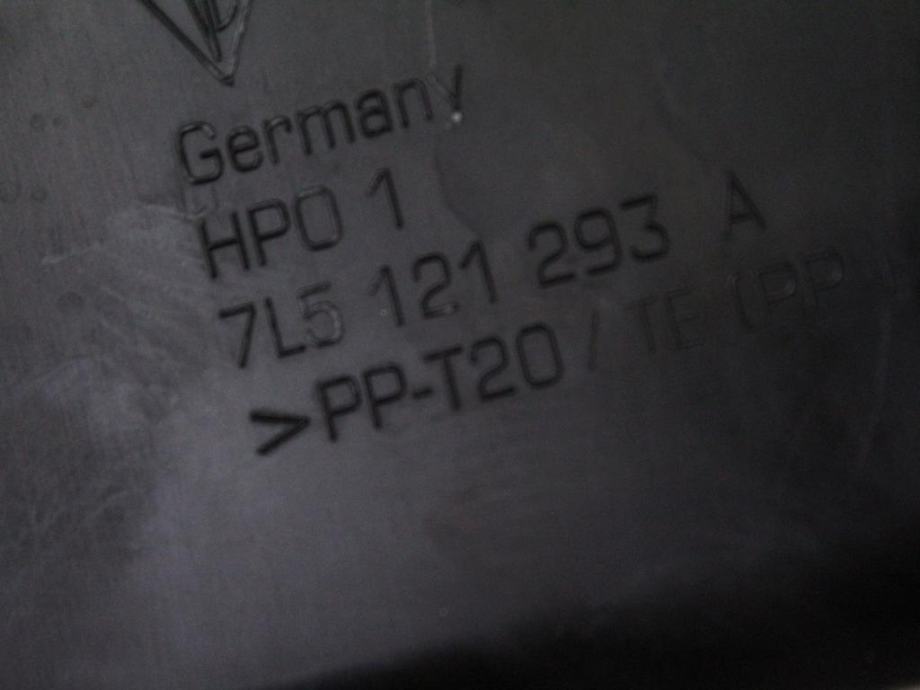 Germany
HPO 1
7L5 121 293 A
>PP-T20 / TE (PP